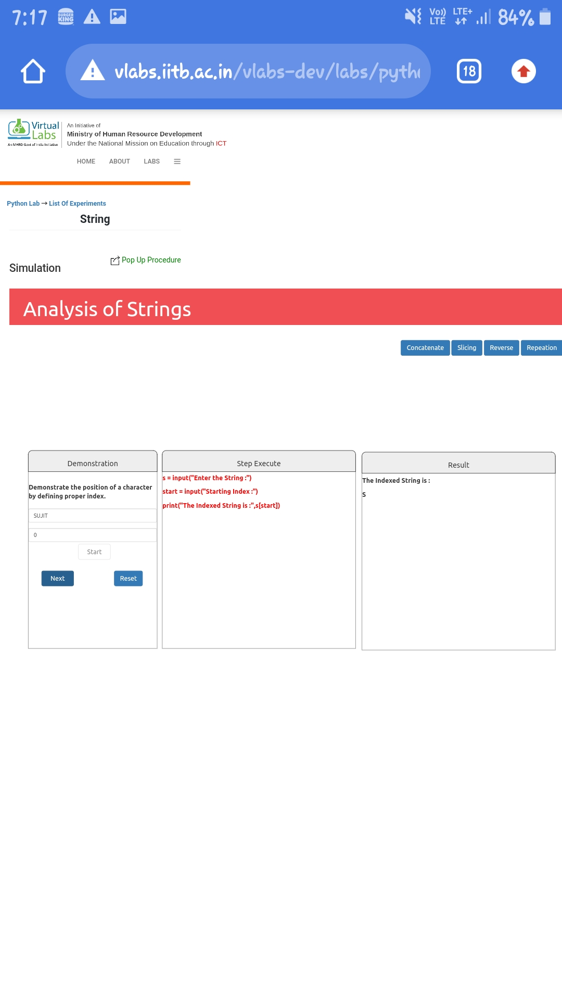 7:17 BURGER KING Vo)) LTE LTE+ 84%
vlabs.iitb.ac.in/vlabs-dev/labs/pyth
18
Virtual Labs
An MHRD Govt of India Initiative
An Initiative of
Ministry of Human Resource Development
Under the National Mission on Education through ICT
HOME ABOUT LABS
Python Lab → List Of Experiments
String
Pop Up Procedure
Simulation
Analysis of Strings
Concatenate Slicing Reverse Repeation
Demonstration
Demonstrate the position of a character
by defining proper index.
SUJIT
0
Start
Next Reset
Step Execute
s = input("Enter the String :")
start = input("Starting Index :")
print("The Indexed String is :",s[start])
Result
The Indexed String is :
S